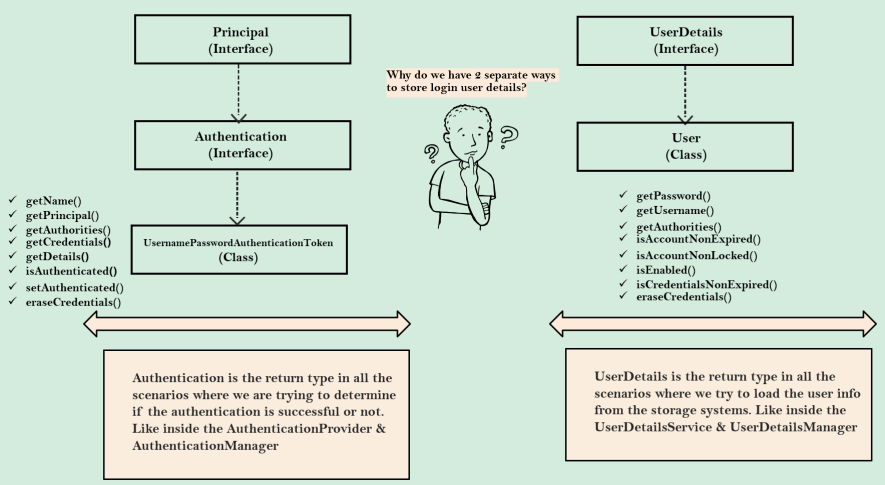 Principal
(Interface)
Authentication
(Interface)
UsernamePasswordAuthenticationToken
(Class)
✓ getName()
✓ getPrincipal()
✓ getAuthorities()
✓ getCredentials()
✓ getDetails()
✓ isAuthenticated()
✓ setAuthenticated()
✓ eraseCredentials()
Authentication is the return type in all the
scenarios where we are trying to determine
if the authentication is successful or not.
Like inside the AuthenticationProvider &
AuthenticationManager
Why do we have 2 separate ways
to store login user details?
?
?
UserDetails
(Interface)
User
(Class)
✓ getPassword()
✓ getUsername()
✓ getAuthorities()
✓ isAccountNonExpired()
✓ isAccountNonLocked()
✓ isEnabled()
✓ isCredentialsNonExpired()
✓ eraseCredentials()
UserDetails is the return type in all the
scenarios where we try to load the user info
from the storage systems. Like inside the
UserDetailsService & UserDetailsManager